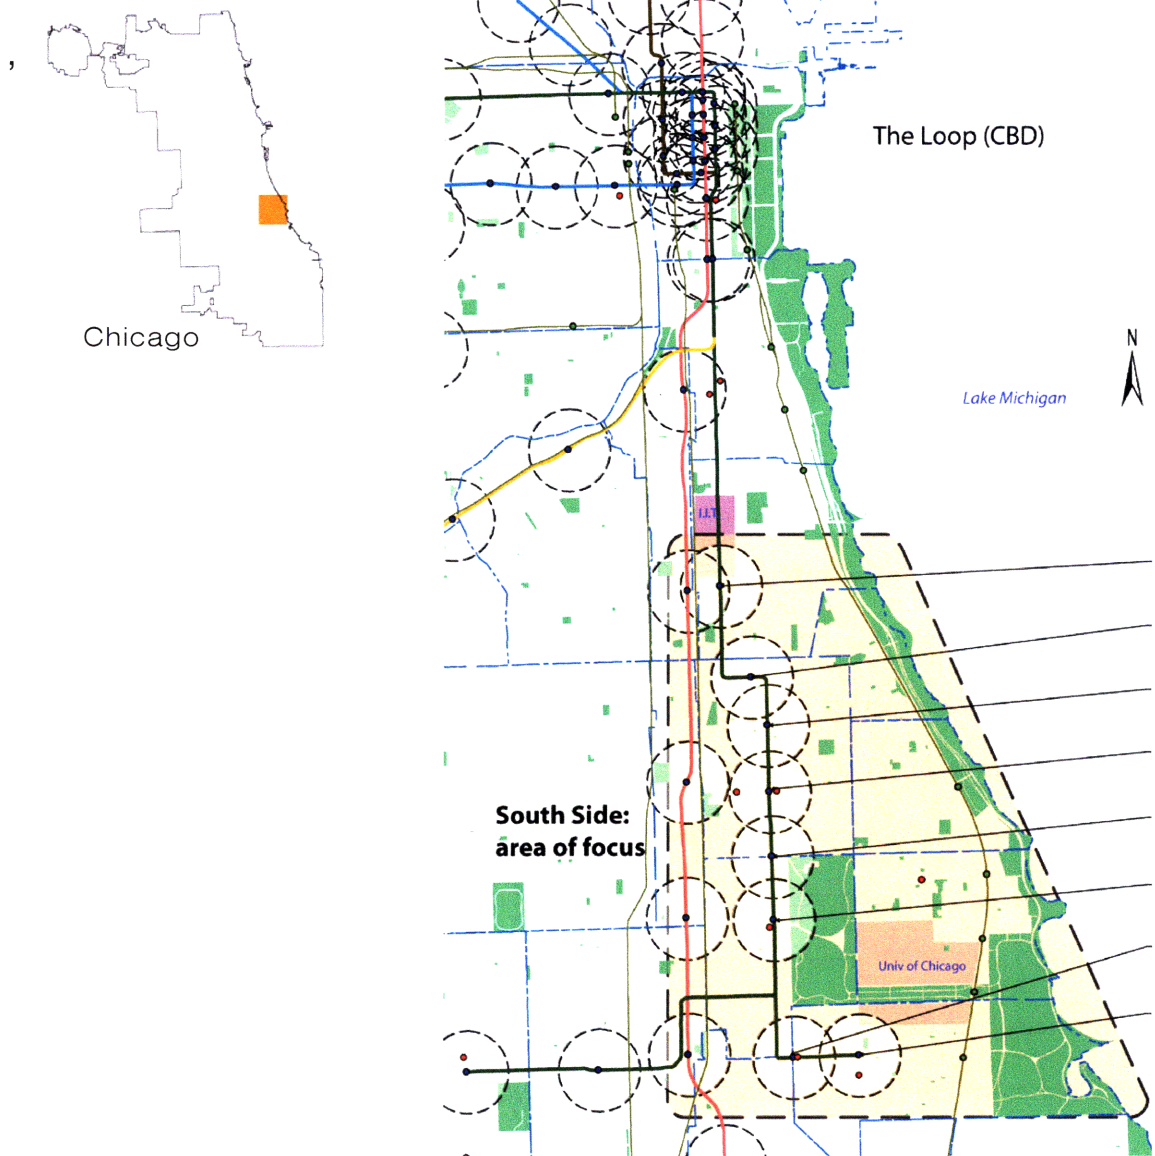 ,
Chicago
The Loop (CBD)
N
Lake Michigan
I.I.T.
South Side:
area of focus
Univ of Chicago